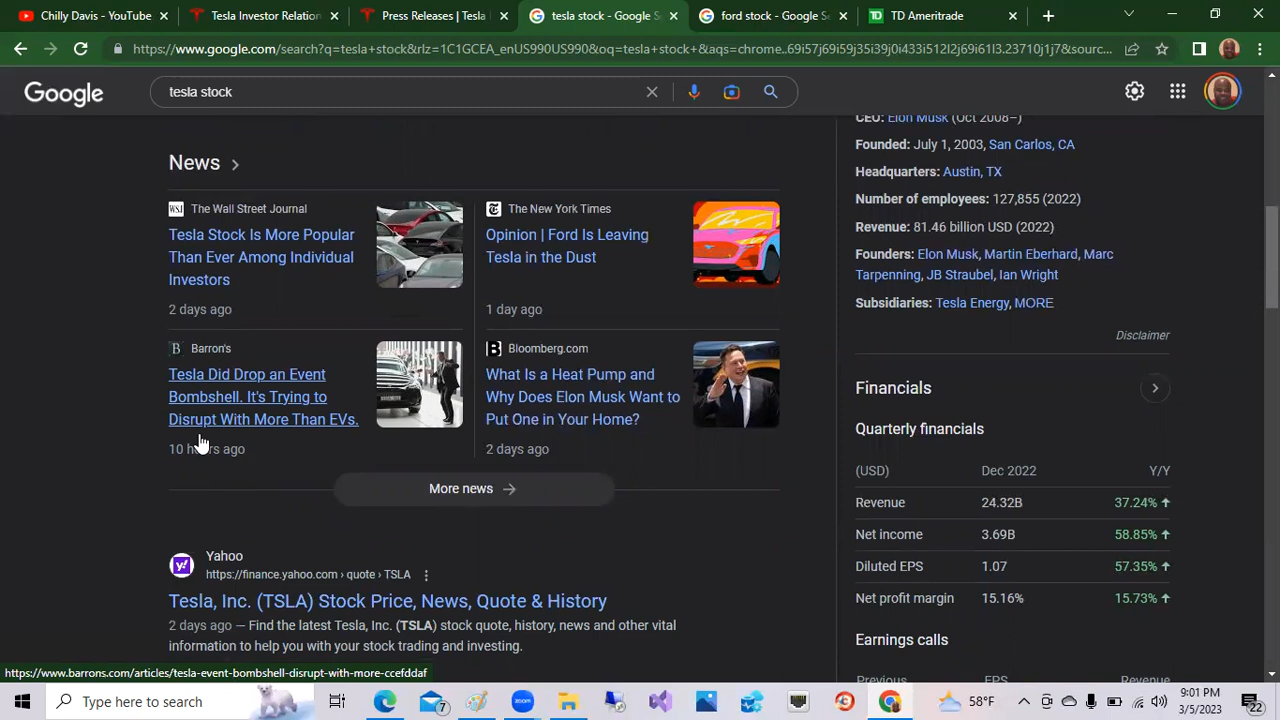 Chilly Davis - YouTube
Tesla Investor Relation
Press Releases | Tesla
tesla stock - Google S
ford stock - Google Se
TD Ameritrade
https://www.google.com/search?q=tesla+stock&rlz=1C1GCEA_enUS990US990&oq=tesla+stock+&aqs=chrome..69i57j69i59j35i39j0i433i512l2j69i61l3.23710j1j7&sourc...
Google
tesla stock
CEO: Elon Musk (Oct 2008–)
Founded: July 1, 2003, San Carlos, CA
Headquarters: Austin, TX
Number of employees: 127,855 (2022)
Revenue: 81.46 billion USD (2022)
Founders: Elon Musk, Martin Eberhard, Marc
Tarpenning, JB Straubel, Ian Wright
Subsidiaries: Tesla Energy, MORE
Disclaimer
News
WSJ The Wall Street Journal
Tesla Stock Is More Popular
Than Ever Among Individual
Investors
2 days ago
The New York Times
Opinion | Ford Is Leaving
Tesla in the Dust
1 day ago
B Barron's
Tesla Did Drop an Event
Bombshell. It's Trying to
Disrupt With More Than EVs.
10 hours ago
B Bloomberg.com
What Is a Heat Pump and
Why Does Elon Musk Want to
Put One in Your Home?
2 days ago
More news
Financials
Quarterly financials
(USD) Dec 2022 Y/Y
Revenue 24.32B 37.24%
Net income 3.69B 58.85%
Diluted EPS 1.07 57.35%
Net profit margin 15.16% 15.73%
Earnings calls
Previous EPS Revenue
Yahoo
https://finance.yahoo.com › quote › TSLA
Tesla, Inc. (TSLA) Stock Price, News, Quote & History
2 days ago — Find the latest Tesla, Inc. (TSLA) stock quote, history, news and other vital
information to help you with your stock trading and investing.
https://www.barrons.com/articles/tesla-event-bombshell-disrupt-with-more-ccefddaf
Type here to search
7
zoom
58°F
9:01 PM
3/5/2023
22